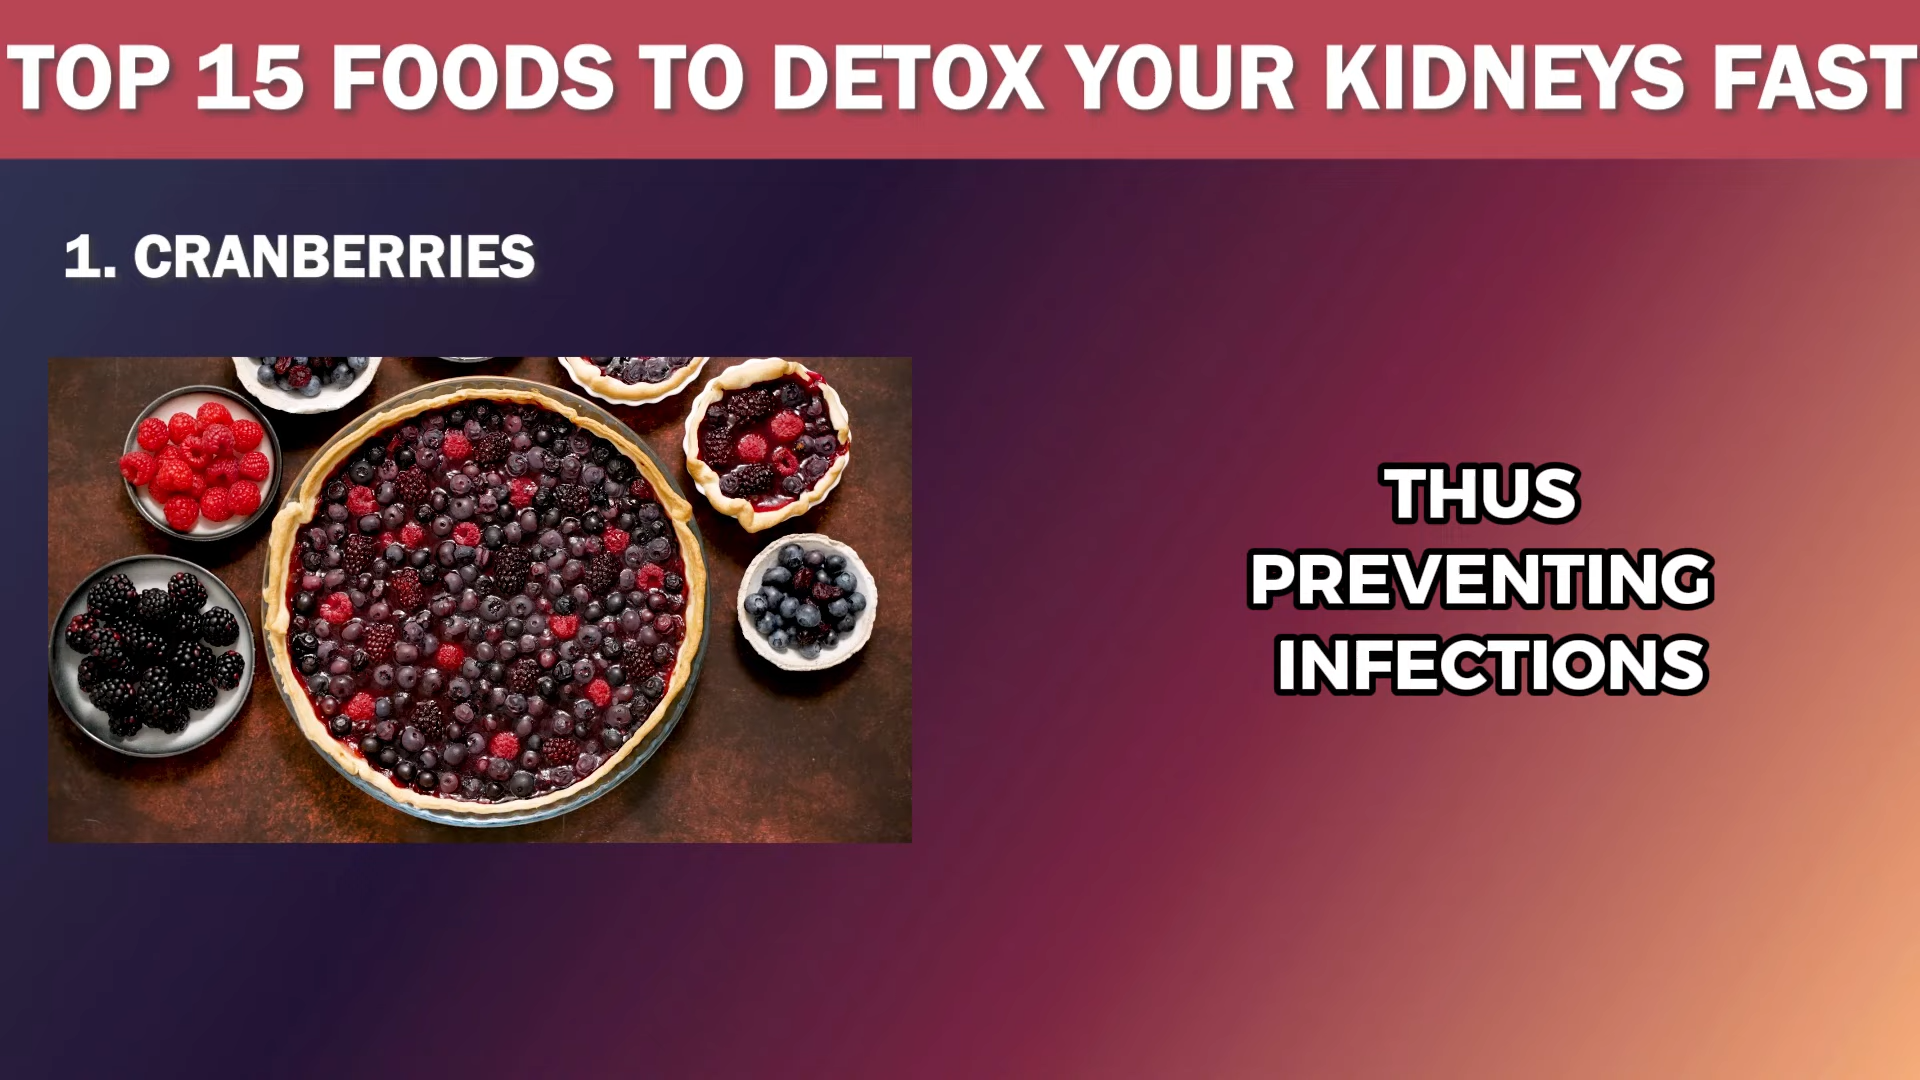 TOP 15 FOODS TO DETOX YOUR KIDNEYS FAST
1. CRANBERRIES
THUS
PREVENTING
INFECTIONS